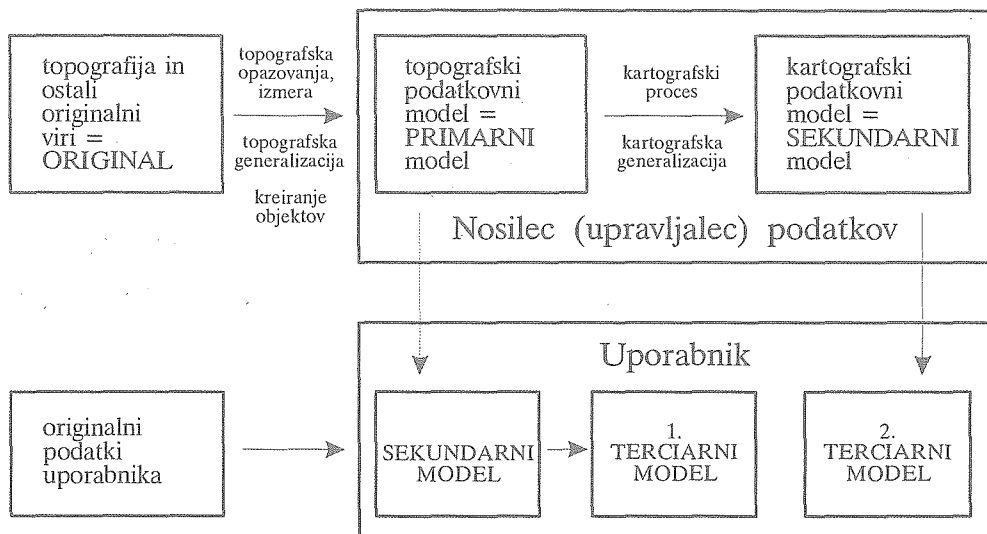 topografija in
ostali
originalni
viri =
ORIGINAL
topografska
opazovanja,
izmera
topografska
generalizacija
kreiranje
objektov
topografski
podatkovni
model =
PRIMARNI
model
kartografski
proces
kartografska
generalizacija
kartografski
podatkovni
model =
SEKUNDARNI
model
Nosilec (upravljalec) podatkov
Uporabnik
originalni
podatki
uporabnika
SEKUNDARNI
MODEL
1.
TERCIARNI
MODEL
2.
TERCIARNI
MODEL